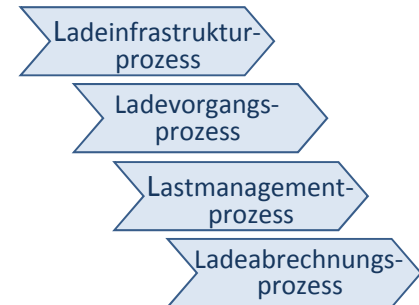 Ladeinfrastruktur-
prozess
Ladevorgangs-
prozess
Lastmanagement-
prozess
Ladeabrechnungs-
prozess